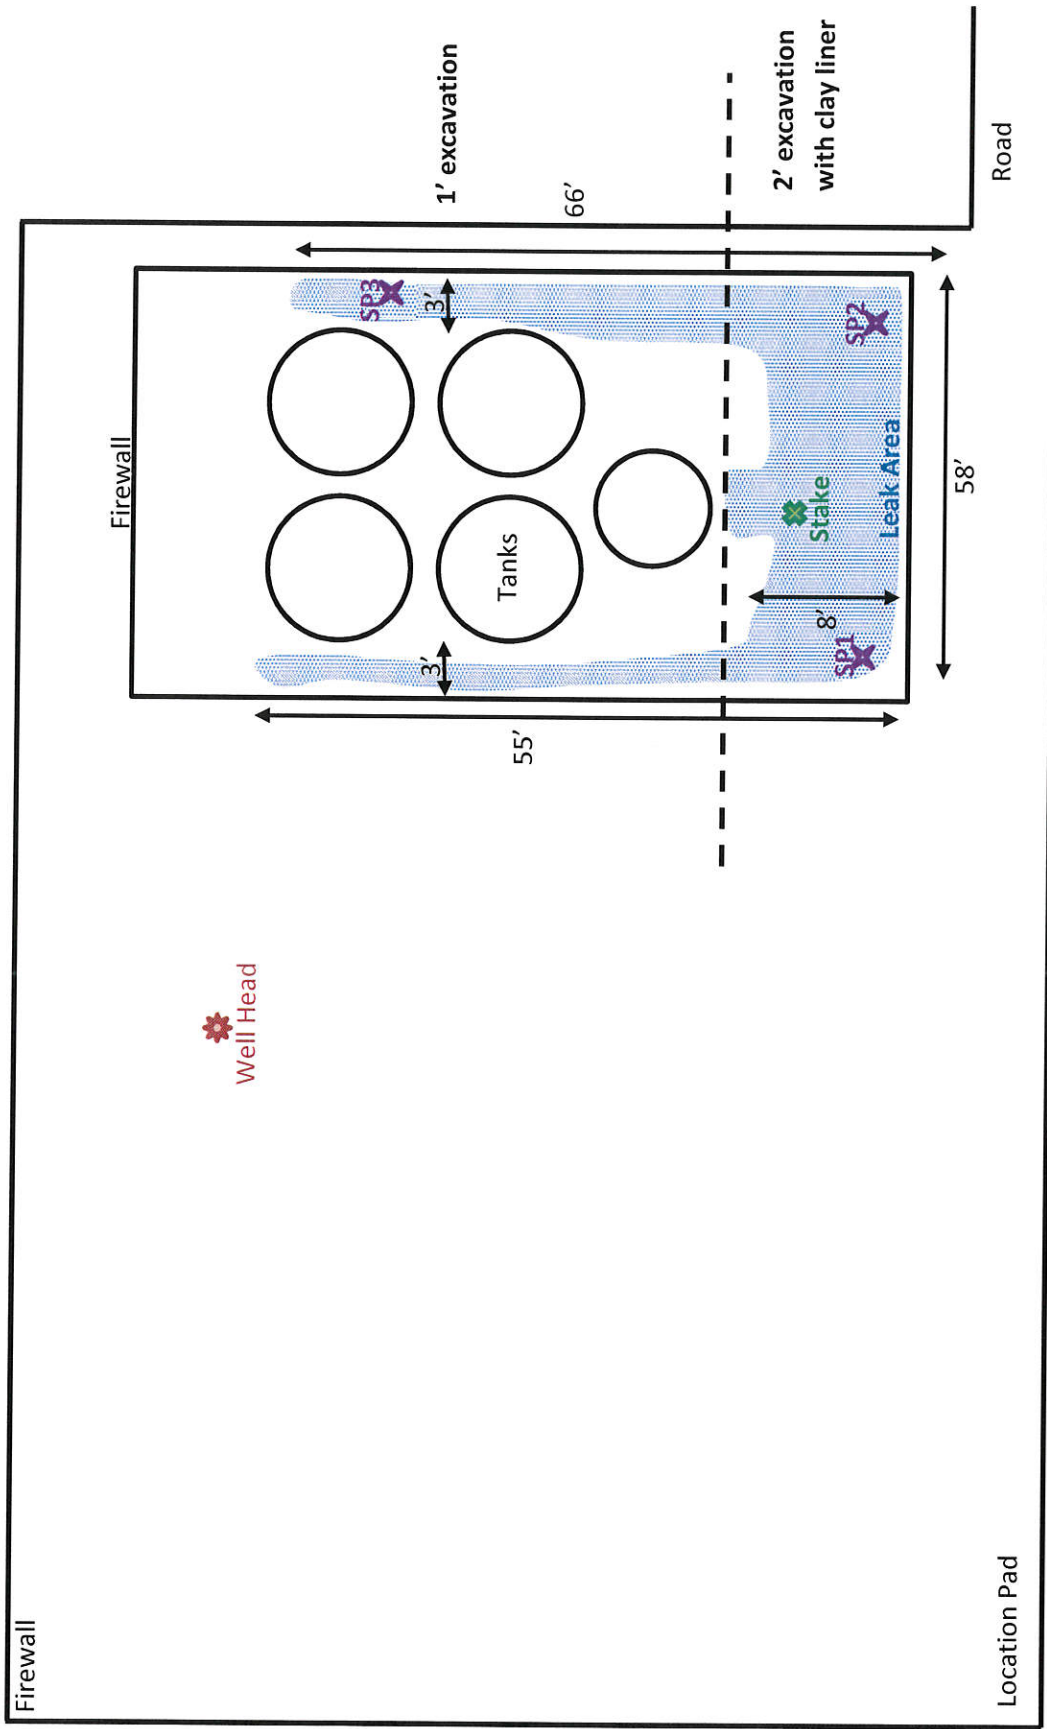 Firewall
Firewall
Well Head
Tanks
1’ excavation
66’
55’
3’
3’
SP3
2’ excavation
with clay liner
8’
SP1
SP2
Stake
Leak Area
58’
Road
Location Pad